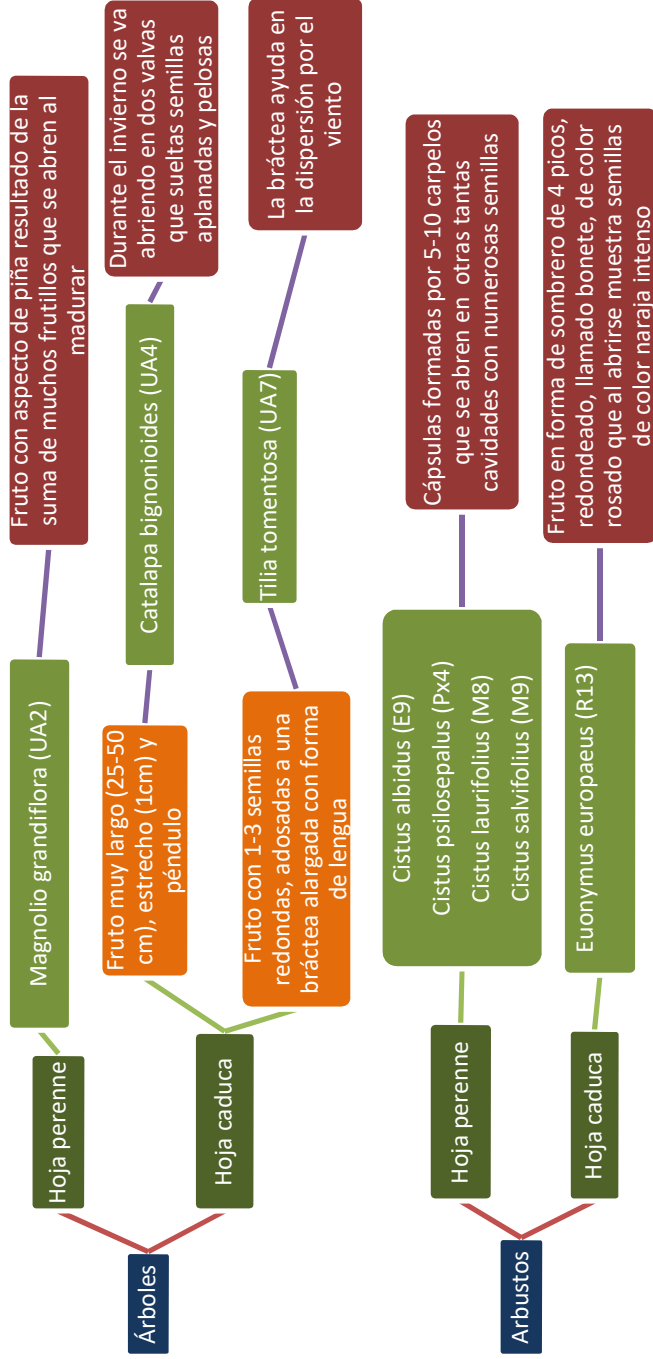 Árboles
Hoja perenne
Magnolio grandiflora (UA2)
Fruto con aspecto de piña resultado de la
suma de muchos frutillos que se abren al
madurar
Hoja caduca
Fruto muy largo (25-50
cm), estrecho (1cm) y
péndulo
Catalapa bignonioides (UA4)
Durante el invierno se va
abriendo en dos valvas
que sueltas semillas
aplanadas y pelosas
Fruto con 1-3 semillas
redondas, adosadas a una
bráctea alargada con forma
de lengua
Tilia tomentosa (UA7)
La bráctea ayuda en
la dispersión por el
viento
Arbustos
Hoja perenne
Cistus albidus (E9)
Cistus psilosepalus (Px4)
Cistus laurifolius (M8)
Cistus salvifolius (M9)
Cápsulas formadas por 5-10 carpelos
que se abren en otras tantas
cavidades con numerosas semillas
Hoja caduca
Euonymus europaeus (R13)
Fruto en forma de sombrero de 4 picos,
redondeado, llamado bonete, de color
rosado que al abrirse muestra semillas
de color naraja intenso